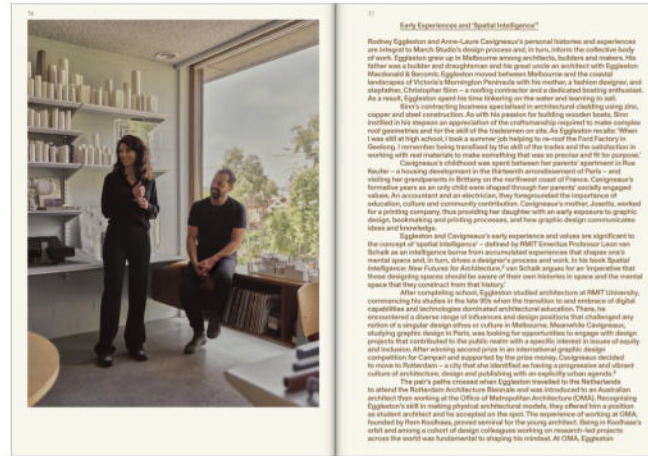 36
37
Early Experiences and 'Spatial Intelligence'¹
Rodney Eggleston and Anne-Laure Cavigneaux's personal histories and experiences
are integral to March Studio's design process and, in turn, inform the collective body
of work. Eggleston grew up in Melbourne among architects, builders and makers. His
father was a builder and draughtsman and his great uncle an architect with Eggleston
Macdonald & Secomb. Eggleston moved between Melbourne and the coastal
landscapes of Victoria's Mornington Peninsula with his mother, a fashion designer, and
stepfather, Christopher Sinn – a roofing contractor and a dedicated boating enthusiast.
As a result, Eggleston spent his time tinkering on the water and learning to sail.
Sinn's contracting business specialised in architectural cladding using zinc,
copper and steel construction. As with his passion for building wooden boats, Sinn
instilled in his stepson an appreciation of the craftsmanship required to make complex
roof geometries and for the skill of the tradesmen on site. As Eggleston recalls: 'When
I was still at high school, I took a summer job helping to re-roof the Ford Factory in
Geelong. I remember being transfixed by the skill of the trades and the satisfaction in
working with real materials to make something that was so precise and fit for purpose.'
Cavigneaux's childhood was spent between her parents' apartment in Rue
Keufer – a housing development in the thirteenth arrondissement of Paris – and
visiting her grandparents in Brittany on the northwest coast of France. Cavigneaux's
formative years as an only child were shaped through her parents' socially engaged
values. An accountant and an electrician, they foregrounded the importance of
education, culture and community contribution. Cavigneaux's mother, Josette, worked
for a printing company, thus providing her daughter with an early exposure to graphic
design, bookmaking and printing processes, and how graphic design communicates
ideas and knowledge.
Eggleston and Cavigneaux's early experience and values are significant to
the concept of 'spatial intelligence' – defined by RMIT Emeritus Professor Leon van
Schaik as an intelligence borne from accumulated experiences that shapes one's
mental space and, in turn, drives a designer's process and work. In his book Spatial
Intelligence: New Futures for Architecture,² van Schaik argues for an 'imperative that
those designing spaces should be aware of their own histories in space and the mental
space that they construct from that history.'
After completing school, Eggleston studied architecture at RMIT University,
commencing his studies in the late 90s when the transition to and embrace of digital
capabilities and technologies dominated architectural education. There, he
encountered a diverse range of influences and design positions that challenged any
notion of a singular design ethos or culture in Melbourne. Meanwhile Cavigneaux,
studying graphic design in Paris, was looking for opportunities to engage with design
projects that contributed to the public realm with a specific interest in issues of equity
and inclusion. After winning second prize in an international graphic design
competition for Campari and supported by the prize money, Cavigneaux decided
to move to Rotterdam – a city that she identified as having a progressive and vibrant
culture of architecture, design and publishing with an explicitly urban agenda.³
The pair's paths crossed when Eggleston travelled to the Netherlands
to attend the Rotterdam Architecture Biennale and was introduced to an Australian
architect then working at the Office of Metropolitan Architecture (OMA). Recognising
Eggleston's skill in making physical architectural models, they offered him a position
as student architect and he accepted on the spot. The experience of working at OMA,
founded by Rem Koolhaas, proved seminal for the young architect. Being in Koolhaas's
orbit and among a cohort of design colleagues working on research-led projects
across the world was fundamental to shaping his mindset. At OMA, Eggleston